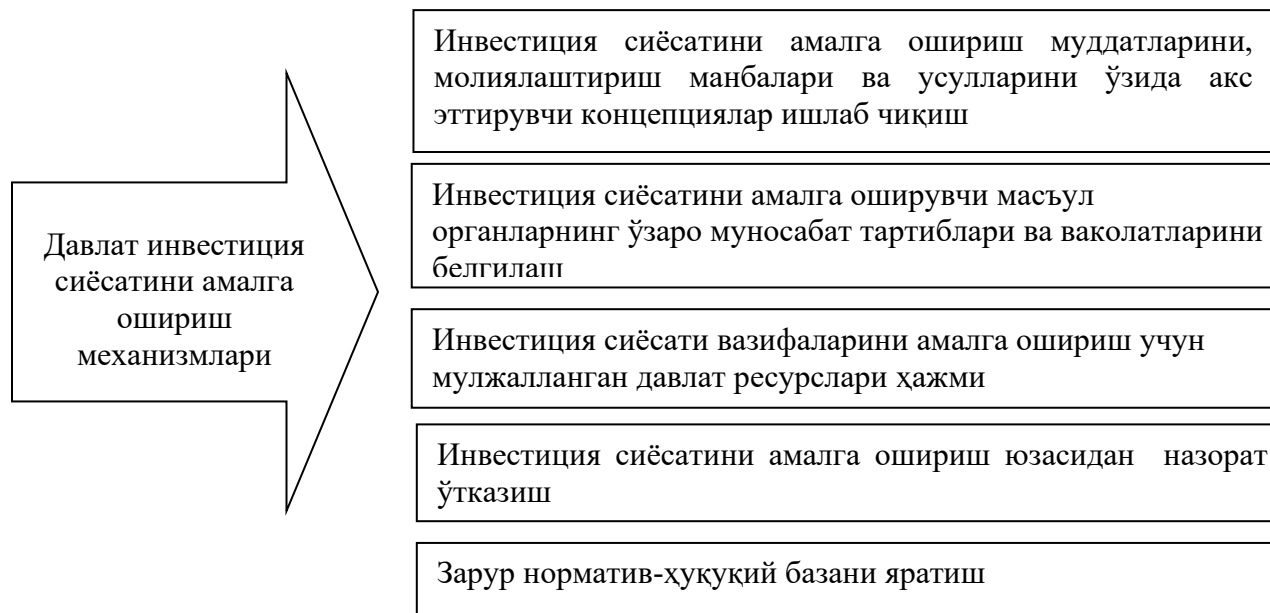 Давлат инвестиция
сиёсатини амалга
ошириш
механизмлари
Инвестиция сиёсатини амалга ошириш муддатларини,
молиялаштириш манбалари ва усулларини ўзида акс
эттирувчи концепциялар ишлаб чиқиш
Инвестиция сиёсатини амалга оширувчи масъул
органларнинг ўзаро муносабат тартиблари ва ваколатларини
белгилаш
Инвестиция сиёсати вазифаларини амалга ошириш учун
мулжалланган давлат ресурслари ҳажми
Инвестиция сиёсатини амалга ошириш юзасидан назорат
ўтказиш
Зарур норматив-ҳуқуқий базани яратиш